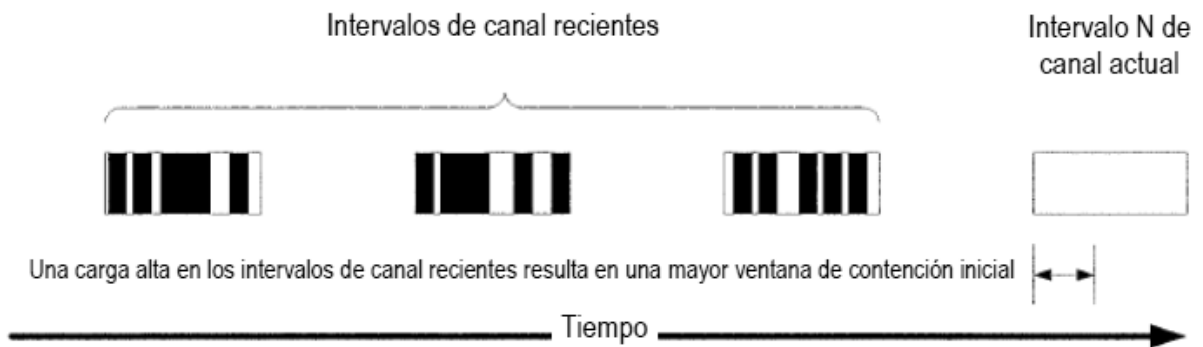 Intervalos de canal recientes
Intervalo N de
canal actual
Una carga alta en los intervalos de canal recientes resulta en una mayor ventana de contención inicial
Tiempo